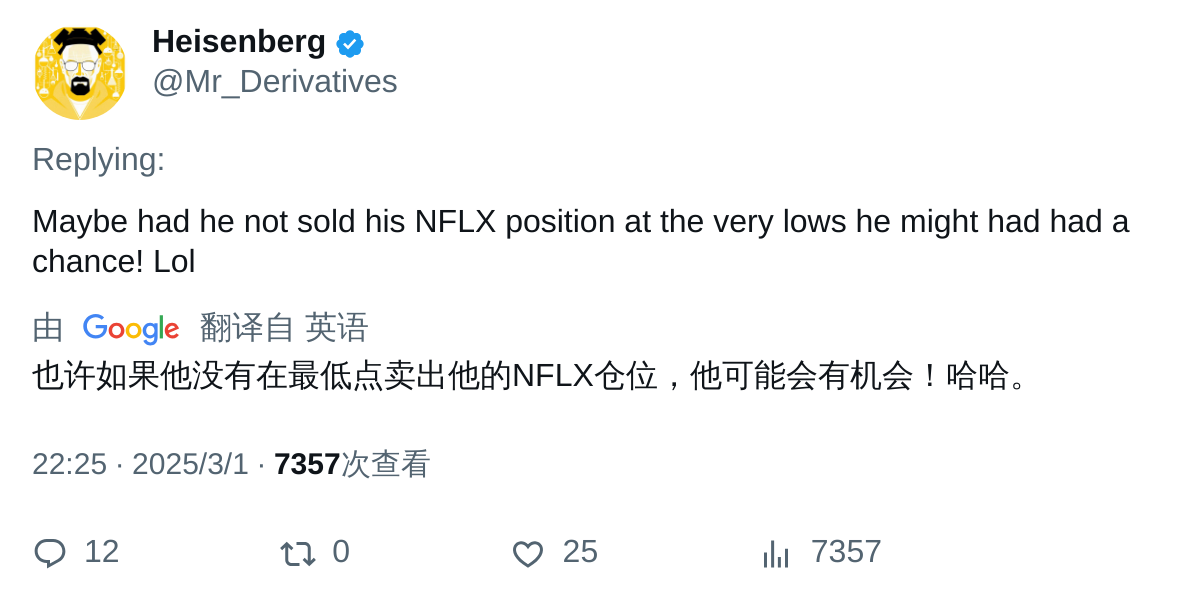 Heisenberg
@Mr_Derivatives
Replying:
Maybe had he not sold his NFLX position at the very lows he might had had a
chance! Lol
由 Google 翻译自 英语
也许如果他没有在最低点卖出他的NFLX仓位，他可能会有机会！哈哈。
22:25 · 2025/3/1 · 7357次查看
12 0 25 7357